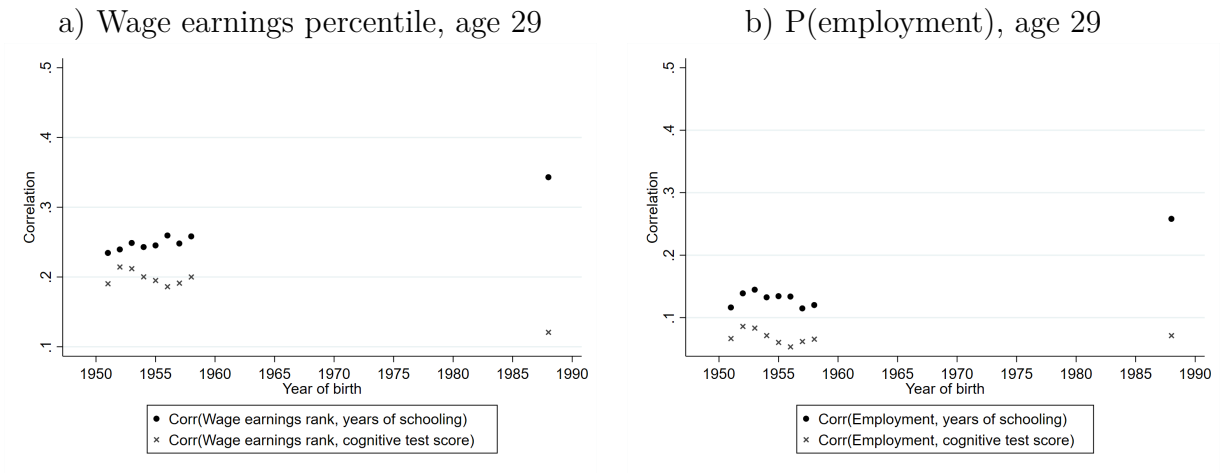 a) Wage earnings percentile, age 29
.5
.4
.3
.2
.1
Correlation
1950 1955 1960 1965 1970 1975 1980 1985 1990
Year of birth
Corr(Wage earnings rank, years of schooling)
Corr(Wage earnings rank, cognitive test score)
b) P(employment), age 29
.5
.4
.3
.2
.1
Correlation
1950 1955 1960 1965 1970 1975 1980 1985 1990
Year of birth
Corr(Employment, years of schooling)
Corr(Employment, cognitive test score)